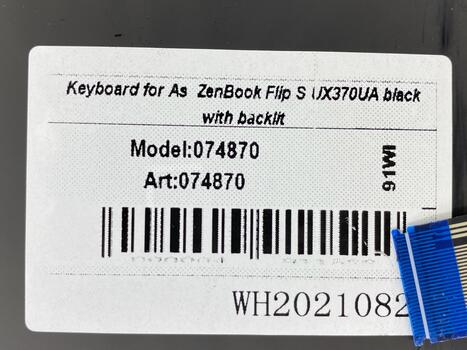 Keyboard for As ZenBook Flip S UX370UA black
with backlit
Model:074870
Art:074870
91WI
WH2021082